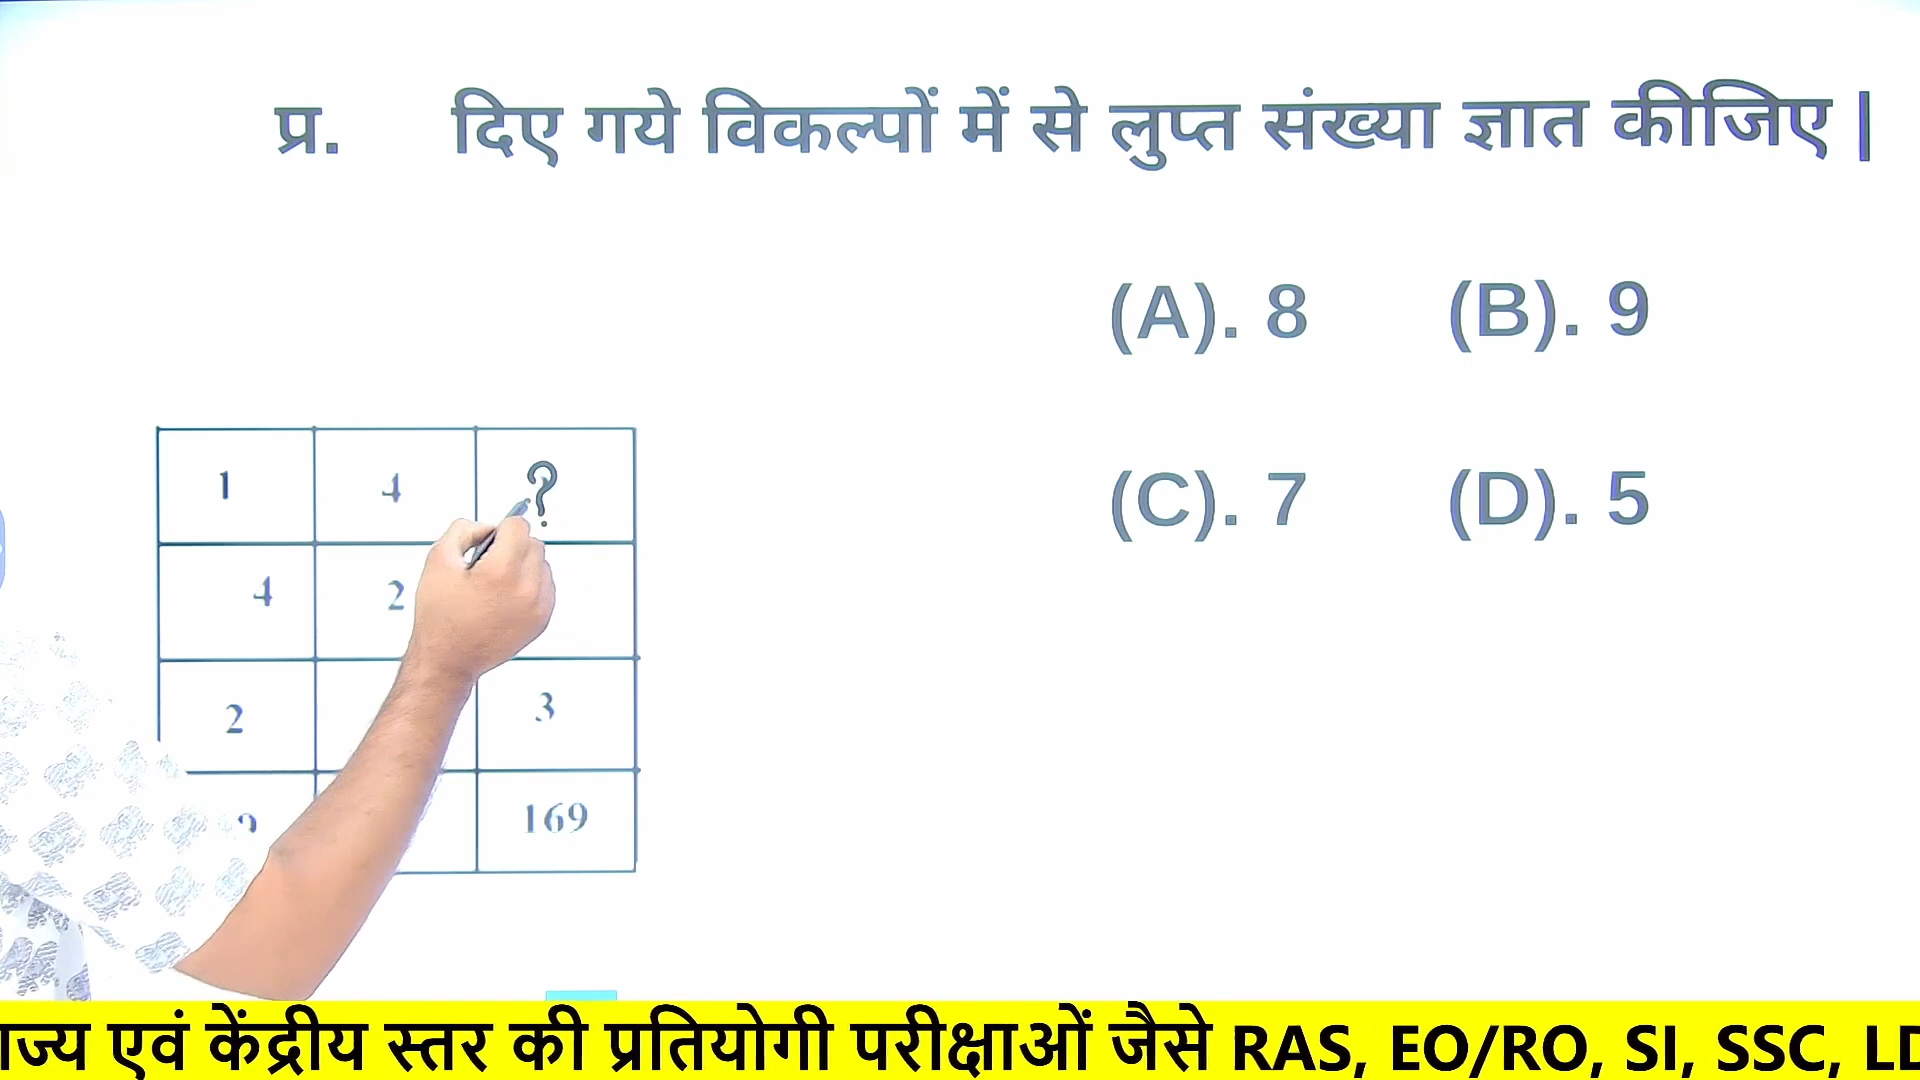 प्र. दिए गये विकल्पों में से लुप्त संख्या ज्ञात कीजिए |
(A). 8 (B). 9
(C). 7 (D). 5
1 4 ?
4 2
2 3
169
एवं केंद्रीय स्तर की प्रतियोगी परीक्षाओं जैसे RAS, EO/RO, SI, SSC,